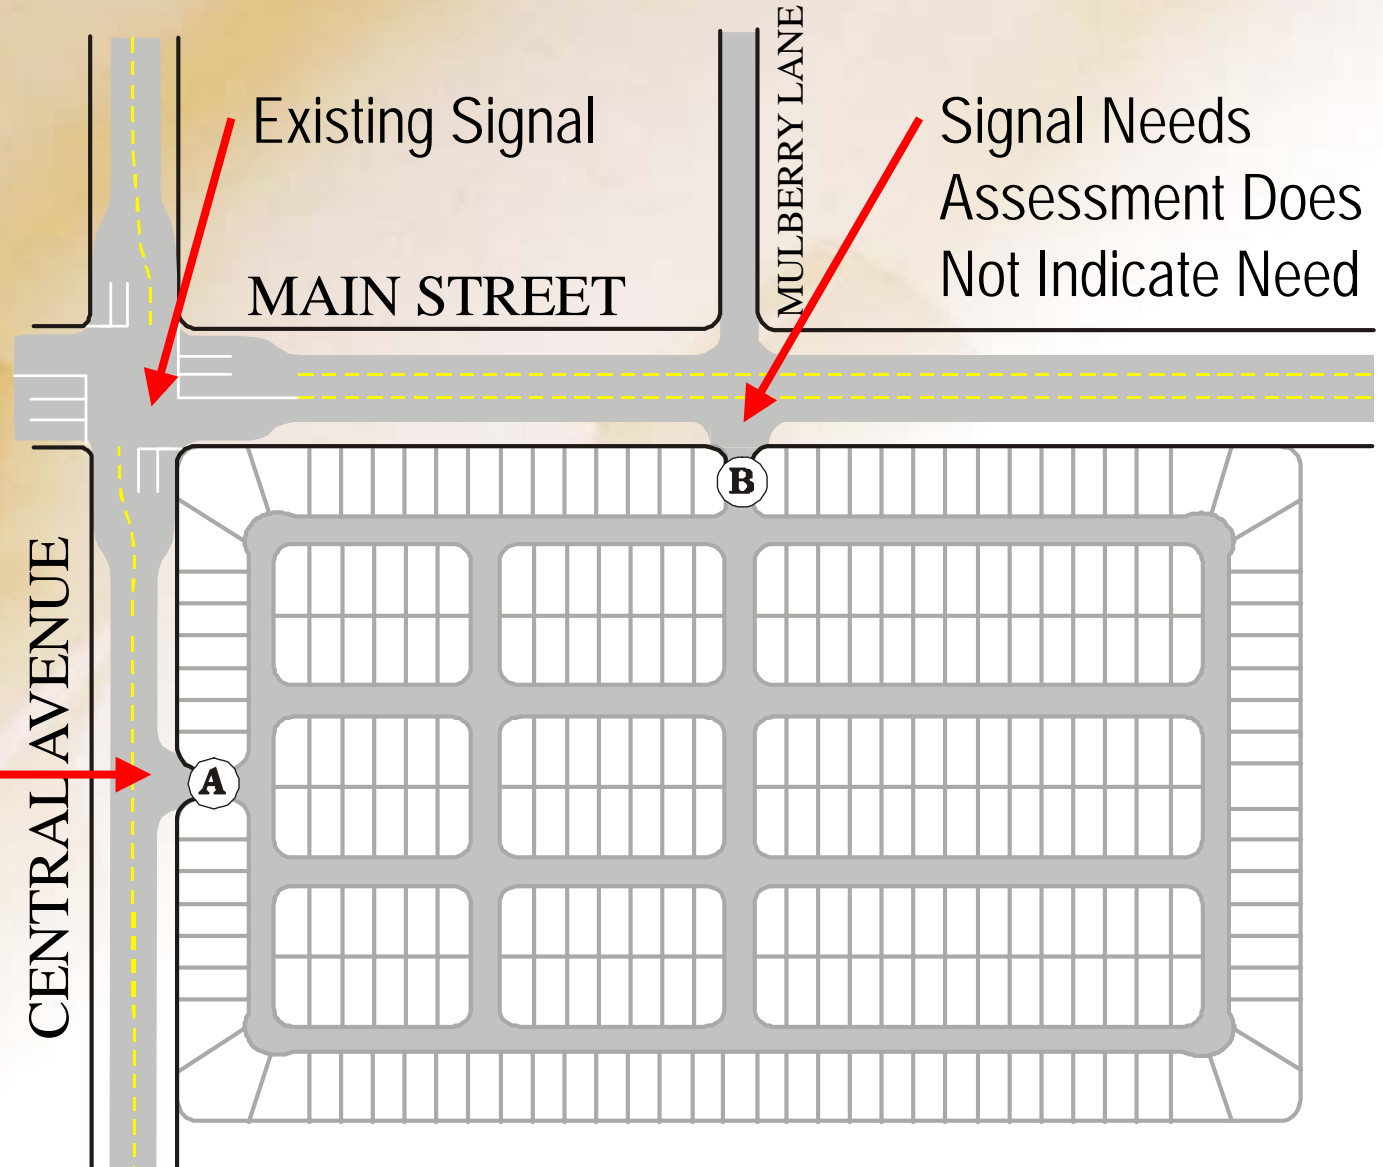 Existing Signal
MULBERRY LANE
Signal Needs
Assessment Does
Not Indicate Need
MAIN STREET
B
CENTRAL AVENUE
A